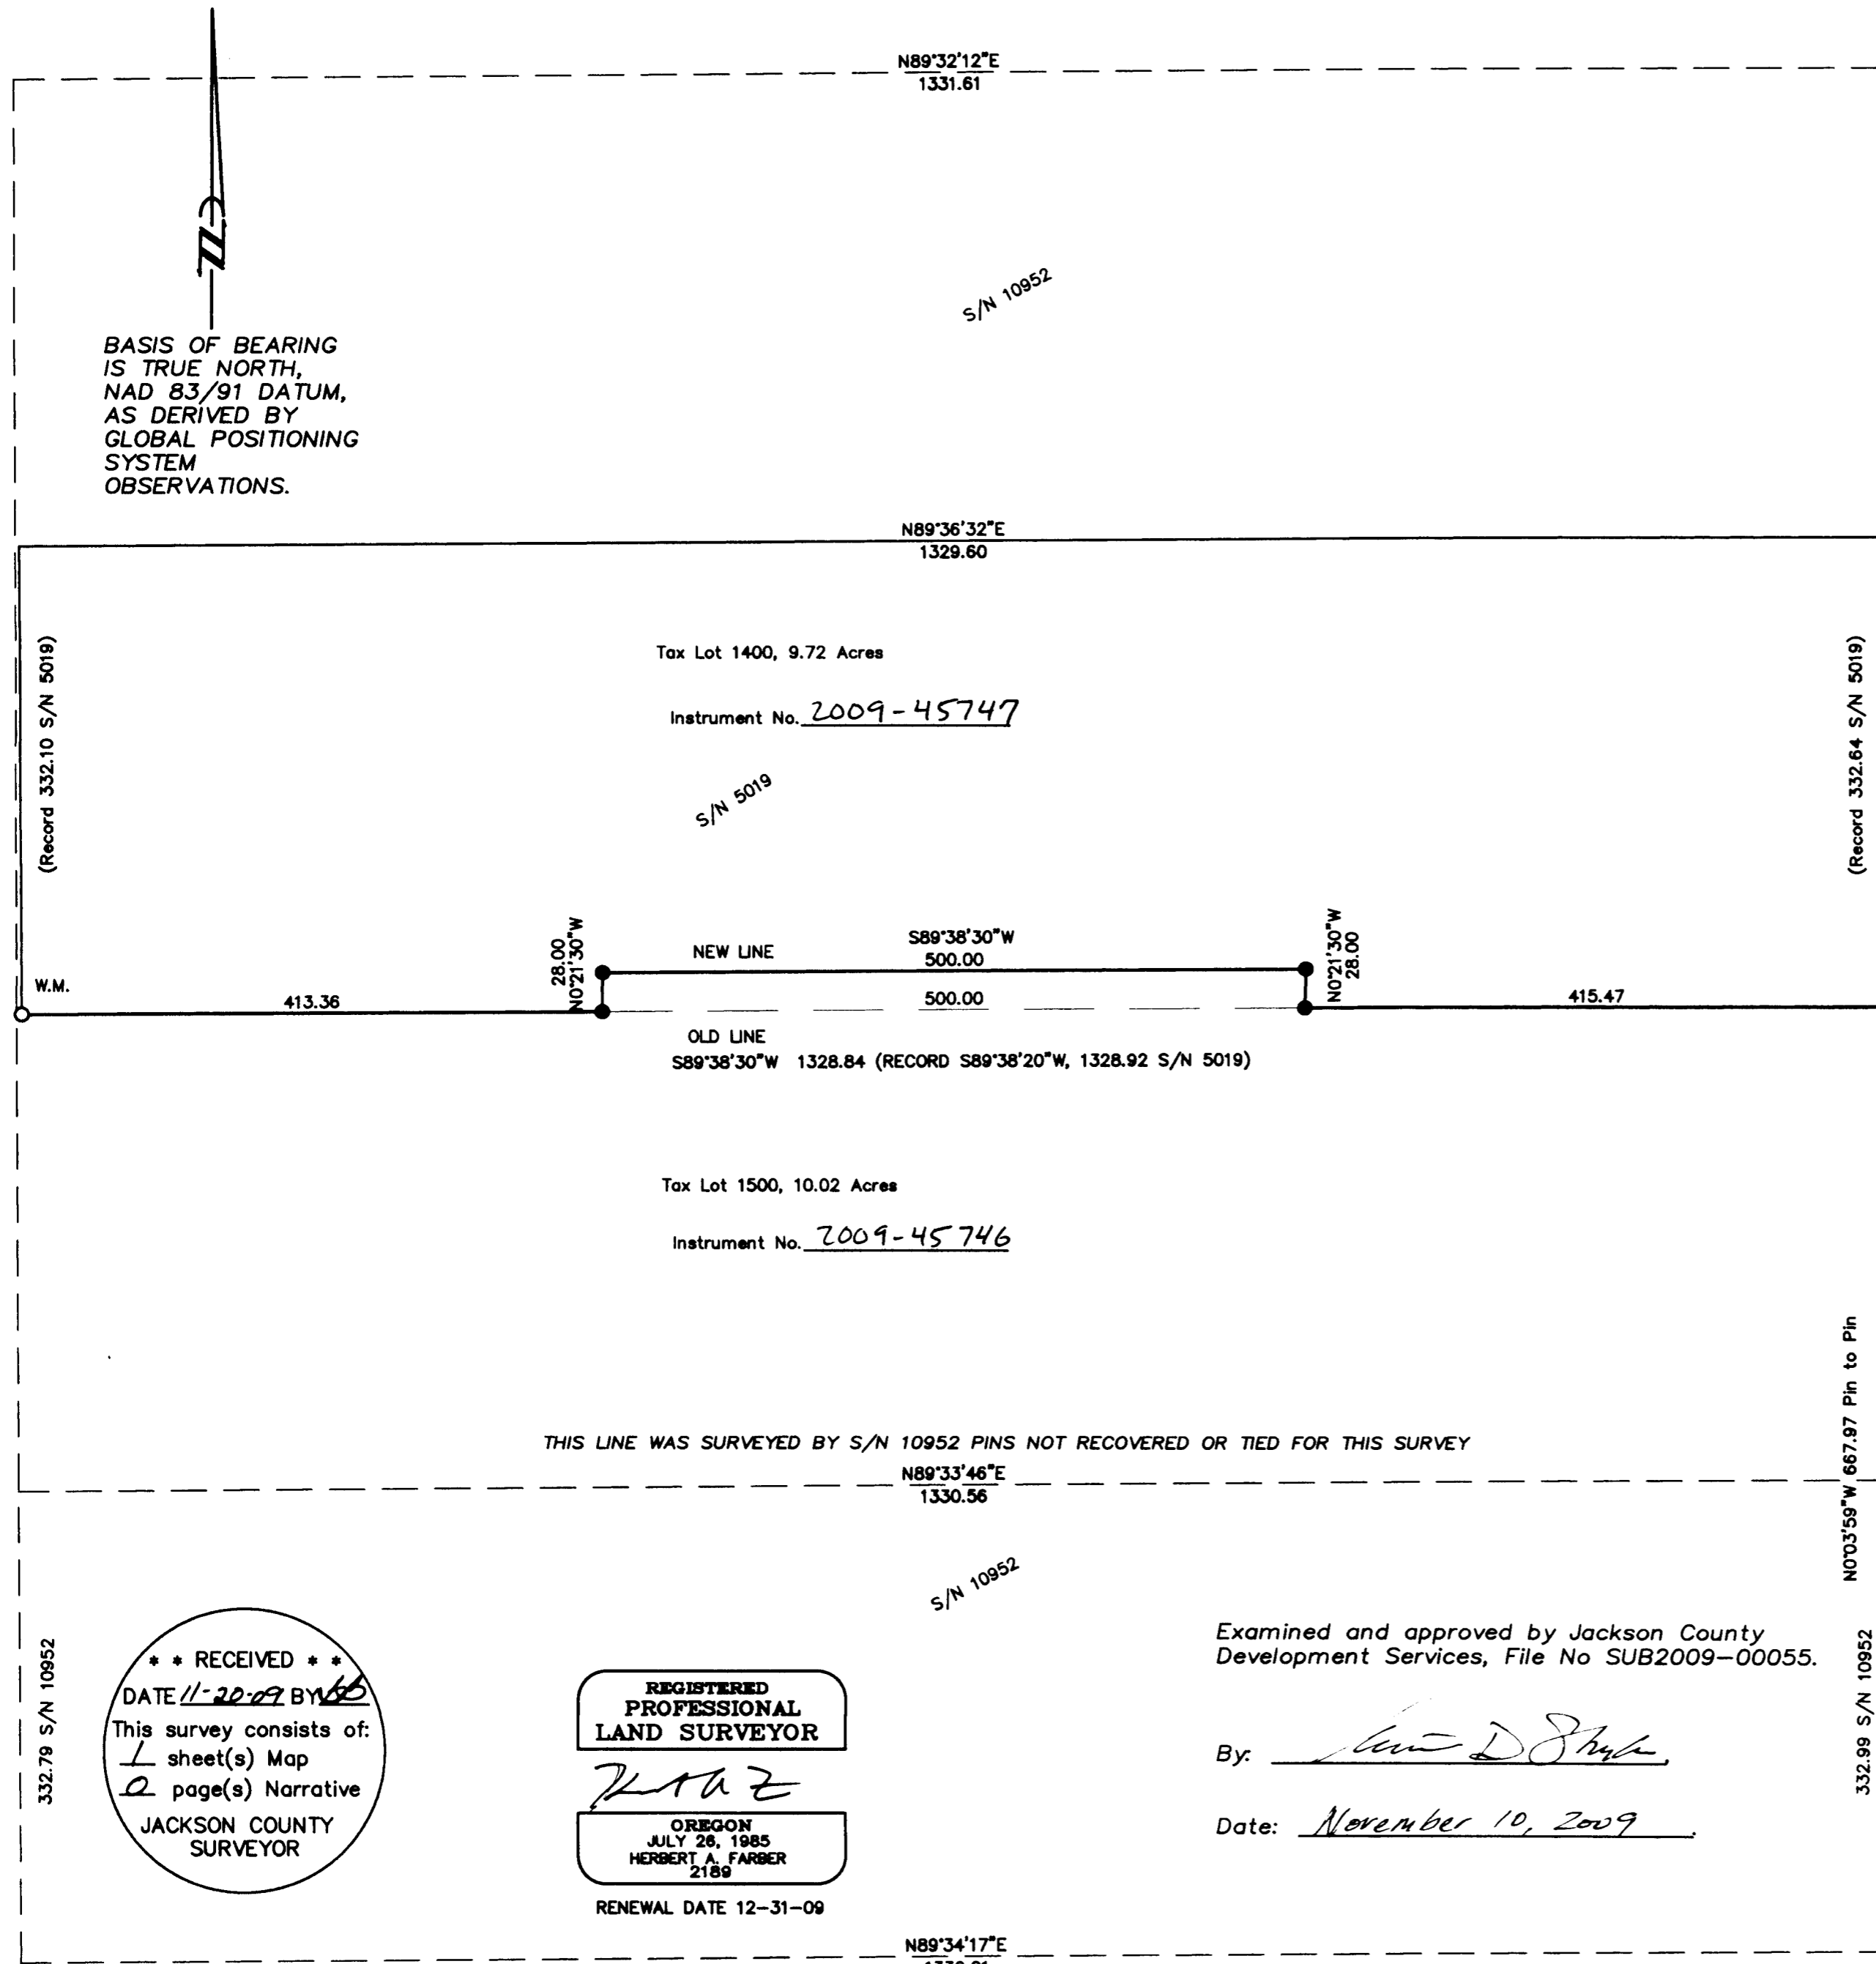 N89°32'12"E
1331.61
S/N 10952
BASIS OF BEARING
IS TRUE NORTH,
NAD 83/91 DATUM,
AS DERIVED BY
GLOBAL POSITIONING
SYSTEM
OBSERVATIONS.
N89°36'32"E
1329.60
(Record 332.10 S/N 5019)
Tax Lot 1400, 9.72 Acres
Instrument No. 2009-45747
S/N 5019
(Record 332.64 S/N 5019)
W.M.
413.36
28.00
N0°21'30"W
NEW LINE
S89°38'30"W
500.00
500.00
N0°21'30"W
28.00
415.47
OLD LINE
S89°38'30"W 1328.84 (RECORD S89°38'20"W, 1328.92 S/N 5019)
Tax Lot 1500, 10.02 Acres
Instrument No. 2009-45746
N0°03'59"W 667.97 Pin to Pin
THIS LINE WAS SURVEYED BY S/N 10952 PINS NOT RECOVERED OR TIED FOR THIS SURVEY
N89°33'46"E
1330.56
S/N 10952
332.79 S/N 10952
* * RECEIVED * *
DATE 11-20-09 BY
This survey consists of:
1 sheet(s) Map
0 page(s) Narrative
JACKSON COUNTY
SURVEYOR
REGISTERED
PROFESSIONAL
LAND SURVEYOR
OREGON
JULY 26, 1985
HERBERT A. FARBER
2189
RENEWAL DATE 12-31-09
Examined and approved by Jackson County
Development Services, File No SUB2009-00055.
By:
Date: November 10, 2009.
332.99 S/N 10952
N89°34'17"E